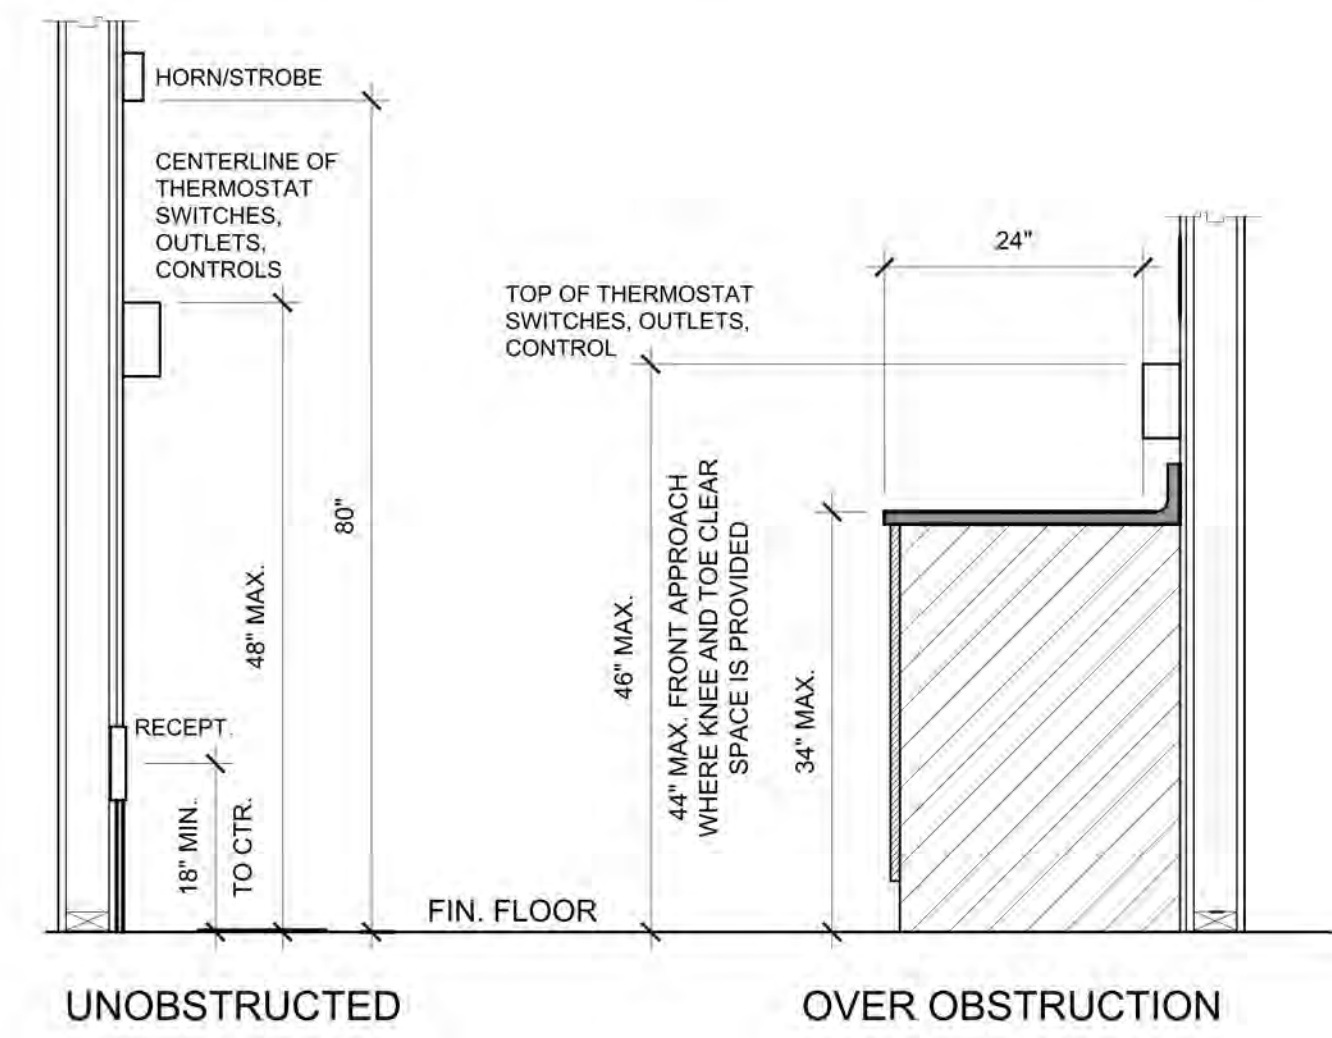 HORN/STROBE
CENTERLINE OF
THERMOSTAT
SWITCHES,
OUTLETS,
CONTROLS
80"
48" MAX.
RECEPT.
18" MIN.
TO CTR.
FIN. FLOOR
UNOBSTRUCTED
24"
TOP OF THERMOSTAT
SWITCHES, OUTLETS,
CONTROL
46" MAX.
44" MAX. FRONT APPROACH
WHERE KNEE AND TOE CLEAR
SPACE IS PROVIDED
34" MAX.
OVER OBSTRUCTION